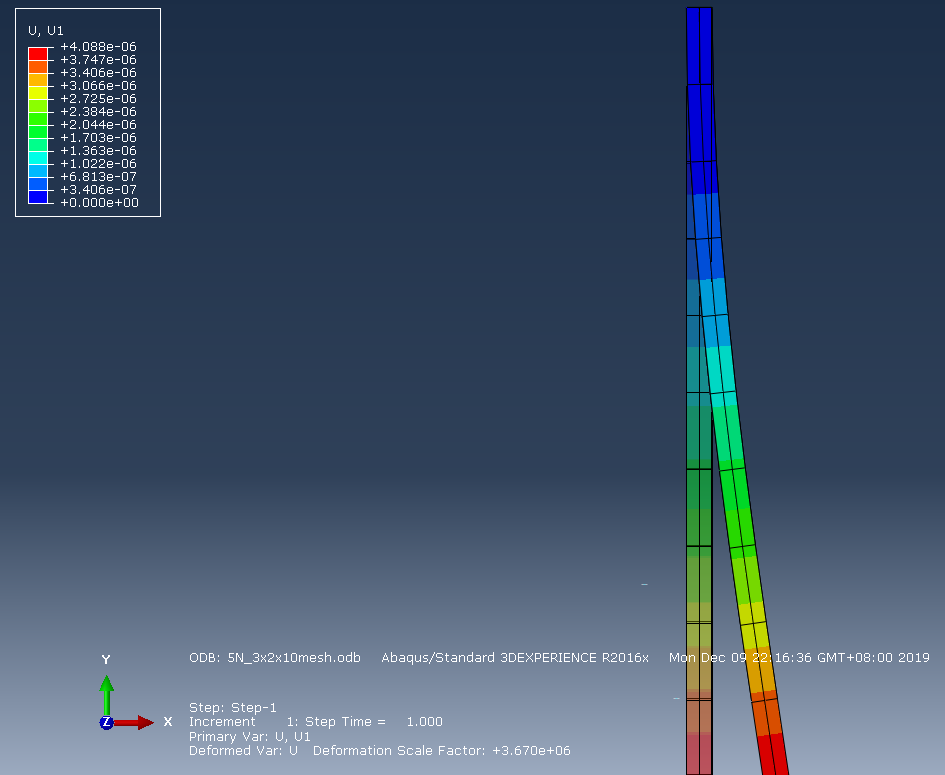 U, U1
+4.088e-06
+3.747e-06
+3.406e-06
+3.066e-06
+2.725e-06
+2.384e-06
+2.044e-06
+1.703e-06
+1.363e-06
+1.022e-06
+6.813e-07
+3.406e-07
+0.000e+00
Y
Z
X
ODB: 5N_3x2x10mesh.odb Abaqus/Standard 3DEXPERIENCE R2016x Mon Dec 09 22:16:36 GMT+08:00 2019
Step: Step-1
Increment 1: Step Time = 1.000
Primary Var: U, U1
Deformed Var: U Deformation Scale Factor: +3.670e+06